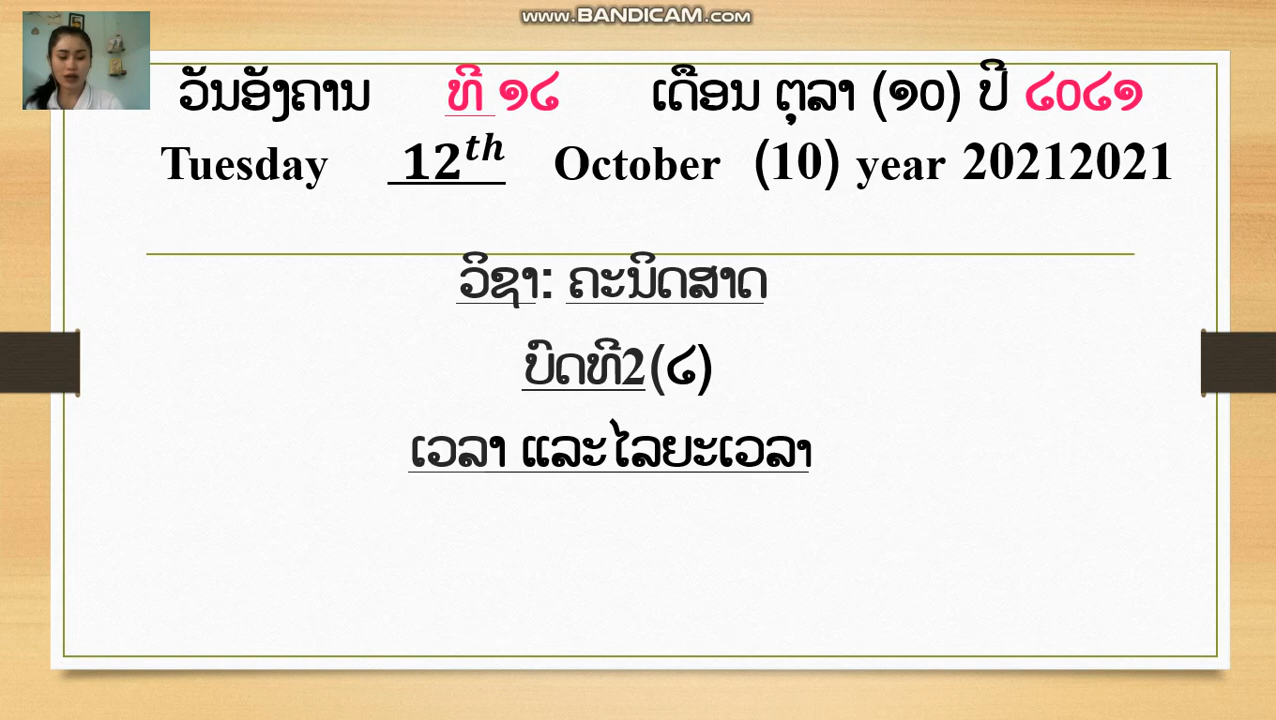 WWW.BANDICAM.COM
ວັນອັງຄານ ທີ ໑໒ ເດືອນ ຕຸລາ (໑໐) ປີ ໒໐໒໑
Tuesday 12th October (10) year 20212021
ວິຊາ: ຄະນິດສາດ
ບົດທີ2(໒)
ເວລາ ແລະໄລຍະເວລາ